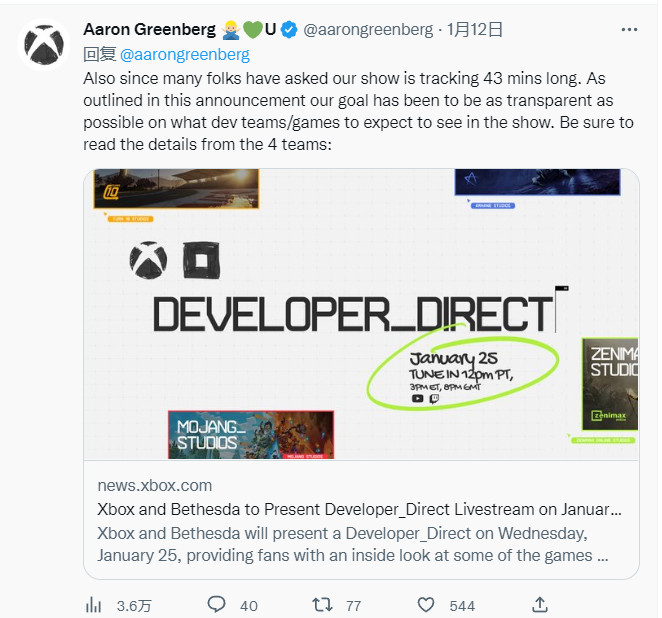 Aaron Greenberg 🙅🏼‍♂️💚U @aarongreenberg · 1月12日
回复 @aarongreenberg
Also since many folks have asked our show is tracking 43 mins long. As
outlined in this announcement our goal has been to be as transparent as
possible on what dev teams/games to expect to see in the show. Be sure to
read the details from the 4 teams:
TURN 10 STUDIOS
ARKANE STUDIOS
DEVELOPER_DIRECT
January 25
TUNE IN 12pm PT,
3PM ET, 8PM GMT
ZENIMA
STUDIO
zenimax
MOJANG_
STUDIOS
MOJANG STUDIOS
news.xbox.com
Xbox and Bethesda to Present Developer_Direct Livestream on Januar...
Xbox and Bethesda will present a Developer_Direct on Wednesday,
January 25, providing fans with an inside look at some of the games ...
3.6万 40 77 544